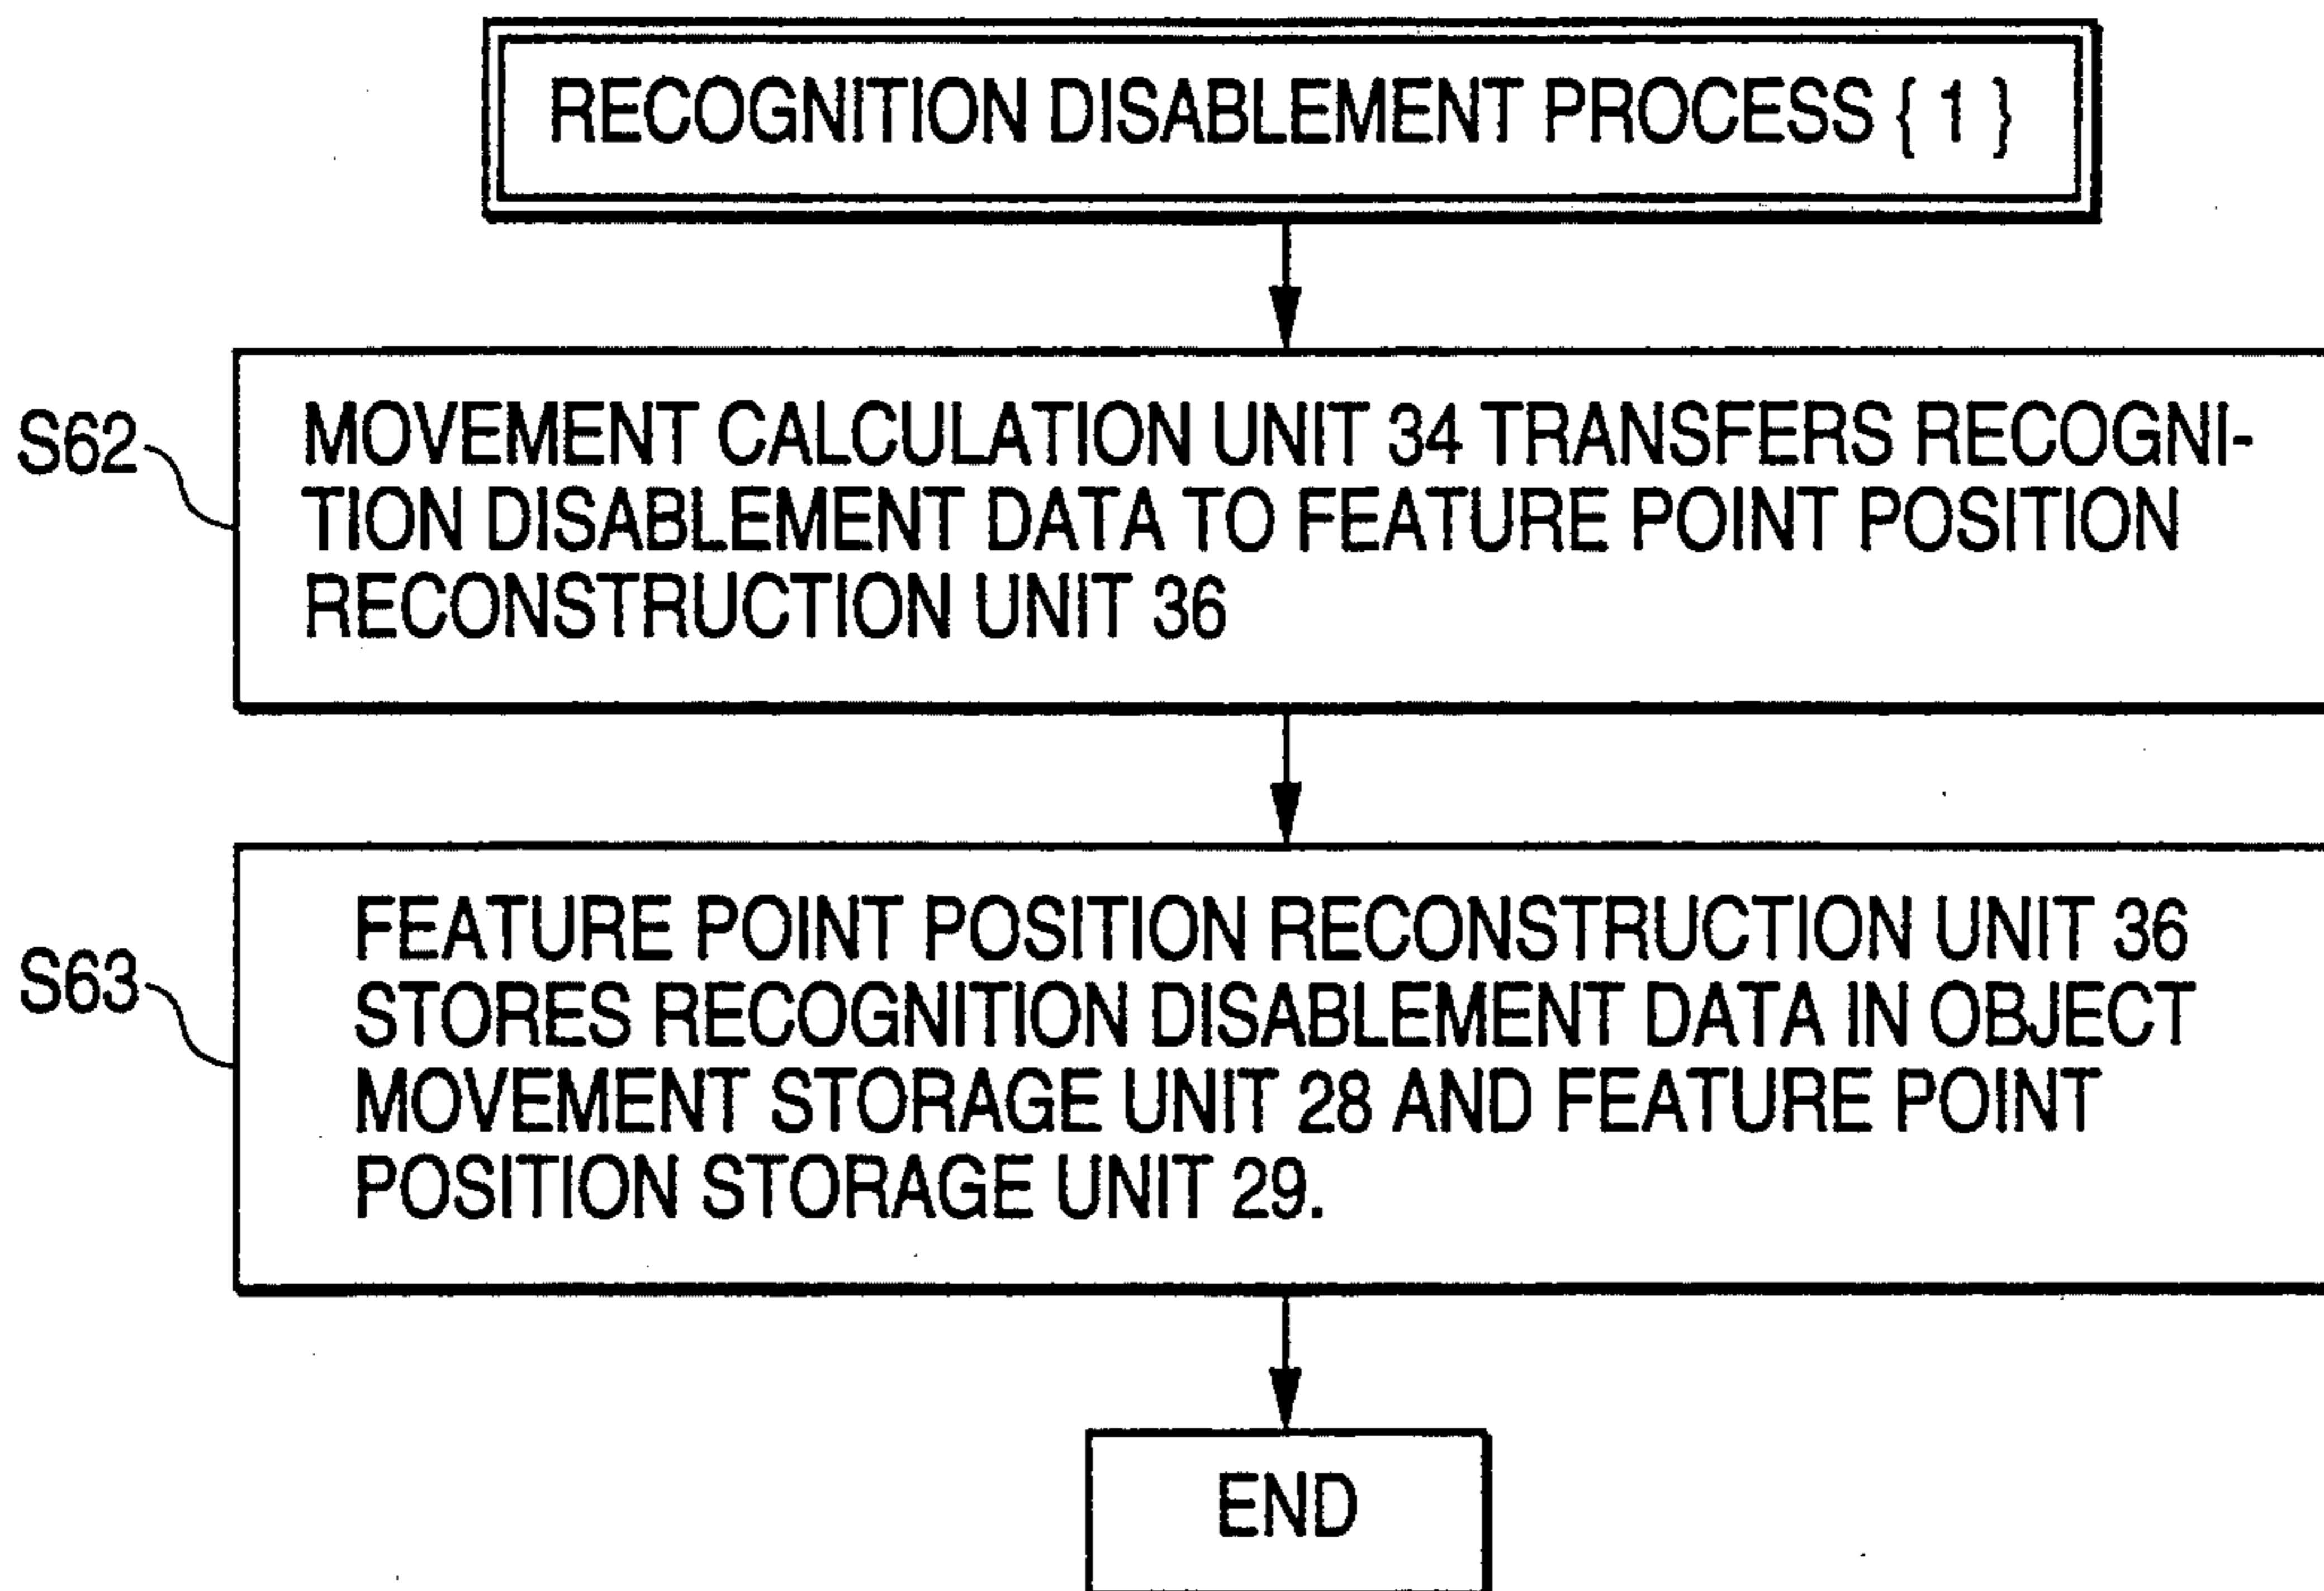 RECOGNITION DISABLEMENT PROCESS { 1 }
S62
MOVEMENT CALCULATION UNIT 34 TRANSFERS RECOGNI-
TION DISABLEMENT DATA TO FEATURE POINT POSITION
RECONSTRUCTION UNIT 36
S63
FEATURE POINT POSITION RECONSTRUCTION UNIT 36
STORES RECOGNITION DISABLEMENT DATA IN OBJECT
MOVEMENT STORAGE UNIT 28 AND FEATURE POINT
POSITION STORAGE UNIT 29.
END